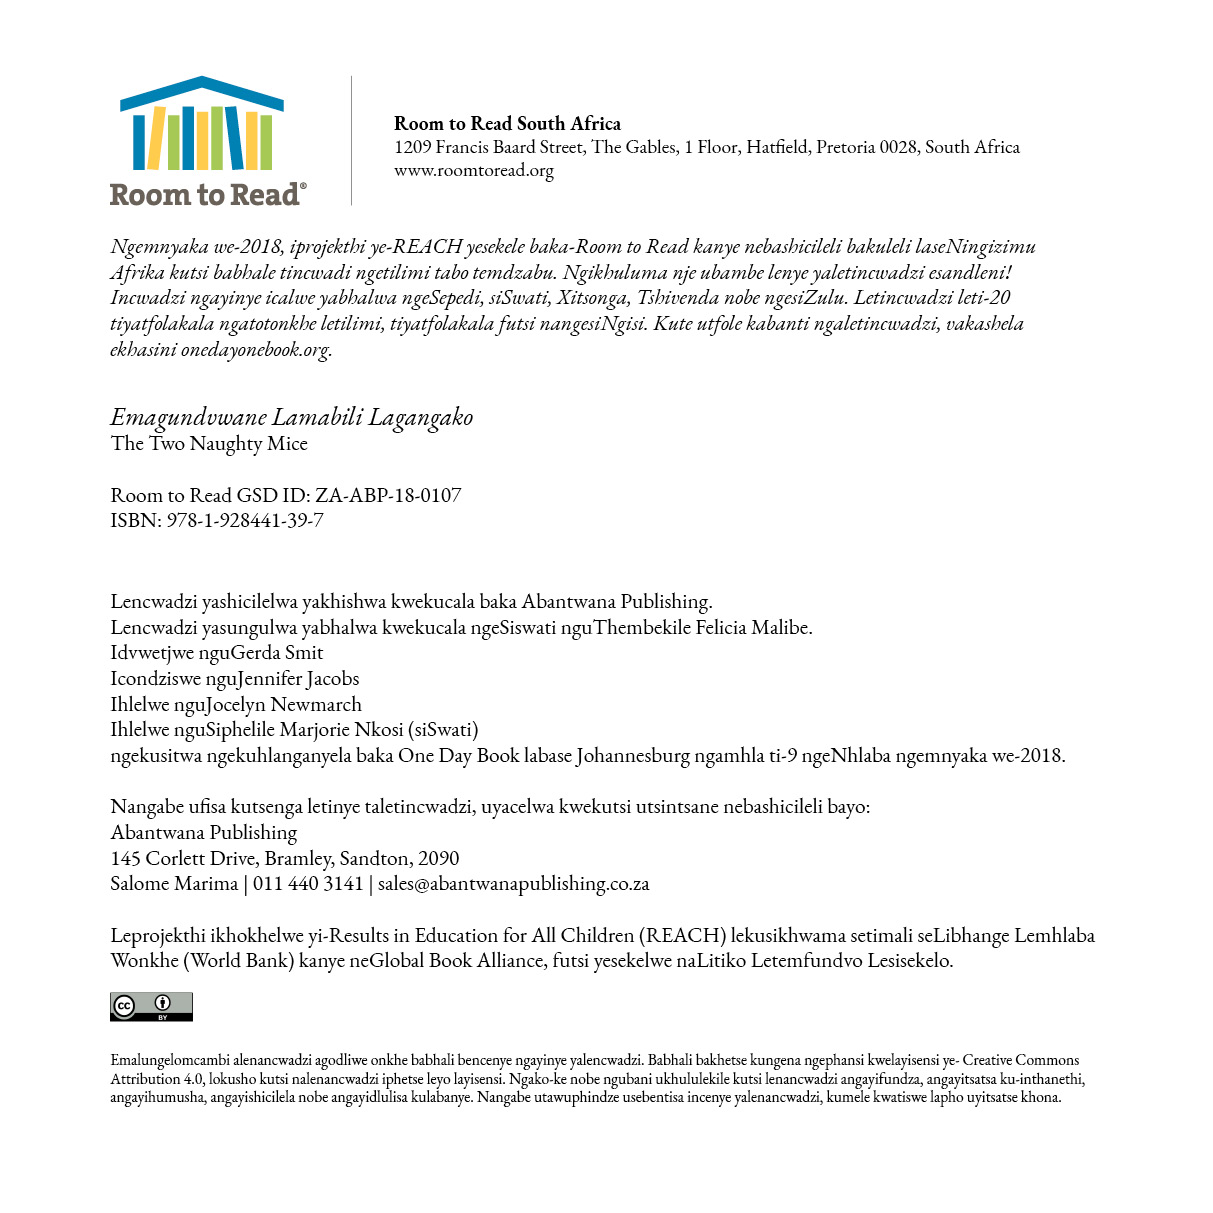 Room to Read®
Room to Read South Africa
1209 Francis Baard Street, The Gables, 1 Floor, Hatfield, Pretoria 0028, South Africa
www.roomtoread.org
Ngemnyaka we-2018, iprojekthi ye-REACH yesekele baka-Room to Read kanye nebashicileli bakuleli laseNingizimu
Afrika kutsi babhale tincwadi ngetilimi tabo temdzabu. Ngikhuluma nje ubambe lenye yaletincwadzi esandleni!
Incwadzi ngayinye icalwe yabhalwa ngeSepedi, siSwati, Xitsonga, Tshivenda nobe ngesiZulu. Letincwadzi leti-20
tiyatfolakala ngatotonkhe letilimi, tiyatfolakala futsi nangesiNgisi. Kute utfole kabanti ngaletincwadzi, vakashela
ekhasini onedayonebook.org.
Emagundvwane Lamabili Lagangako
The Two Naughty Mice
Room to Read GSD ID: ZA-ABP-18-0107
ISBN: 978-1-928441-39-7
Lencwadzi yashicilelwa yakhishwa kwekucala baka Abantwana Publishing.
Lencwadzi yasungulwa yabhalwa kwekucala ngeSiswati nguThembekile Felicia Malibe.
Idvwetjwe nguGerda Smit
Icondziswe nguJennifer Jacobs
Ihlelwe nguJocelyn Newmarch
Ihlelwe nguSiphelile Marjorie Nkosi (siSwati)
ngekusitwa ngekuhlanganyela baka One Day Book labase Johannesburg ngamhla ti-9 ngeNhlaba ngemnyaka we-2018.
Nangabe ufisa kutsenga letinye taletincwadzi, uyacelwa kwekutsi utsintsane nebashicileli bayo:
Abantwana Publishing
145 Corlett Drive, Bramley, Sandton, 2090
Salome Marima | 011 440 3141 | sales@abantwanapublishing.co.za
Leprojekthi ikhokhelwe yi-Results in Education for All Children (REACH) lekusikhwama setimali seLibhange Lemhlaba
Wonkhe (World Bank) kanye neGlobal Book Alliance, futsi yesekelwe naLitiko Letemfundvo Lesisekelo.
cc BY
Emalungelomcambi alenancwadzi agodliwe onkhe babhali bencenye ngayinye yalencwadzi. Babhali bakhetse kungena ngephansi kwelayisensi ye- Creative Commons
Attribution 4.0, lokusho kutsi nalenancwadzi iphetse leyo layisensi. Ngako-ke nobe ngubani ukhululekile kutsi lenancwadzi angayifundza, angayitsatsa ku-inthanethi,
angayihumusha, angayishicilela nobe angayidlulisa kulabanye. Nangabe utawuphindze usebentisa incenye yalenancwadzi, kumele kwatiswe lapho uyitsatse khona.